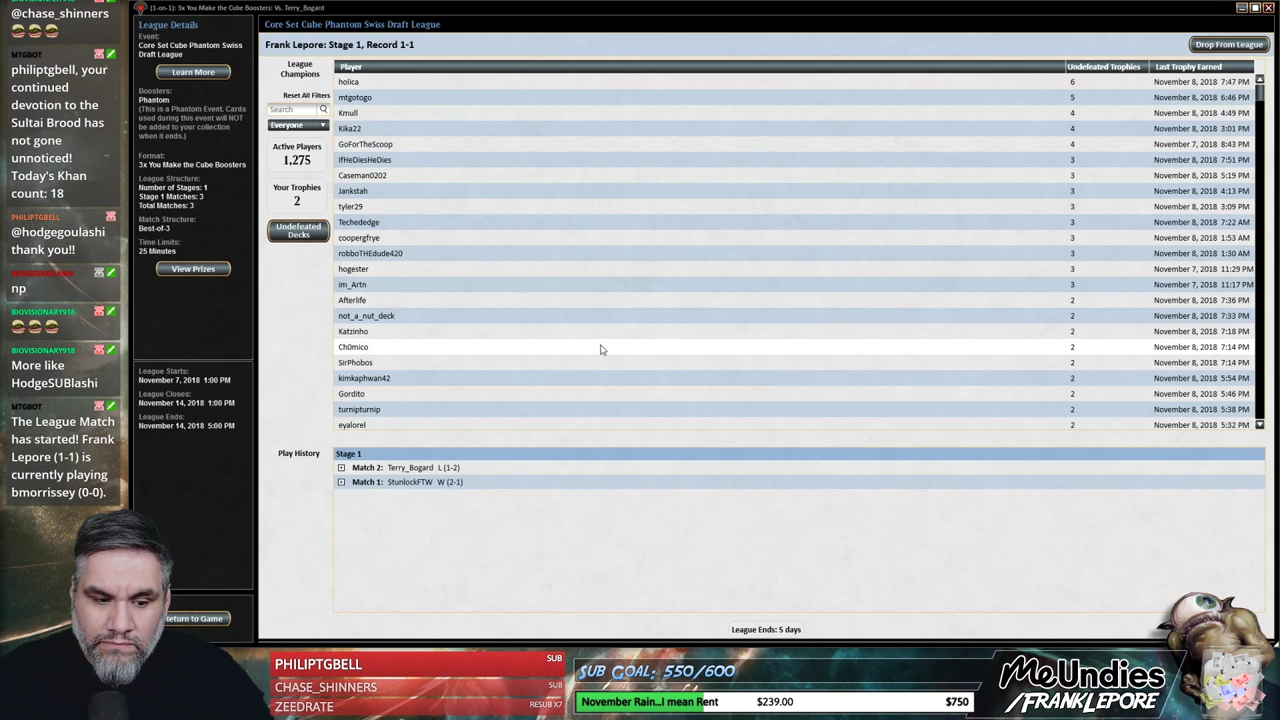 @chase_shinners
MTGBOT
philiptgbell, your
continued
devotion to the
Sultai Brood has
not gone
unnoticed!
Today's Khan
count: 18
PHILIPTGBELL
@hodgegoulashi
thank you!!
np
BIOVISIONARY918
BIOVISIONARY918
More like
HodgeSUBlashi
MTGBOT
The League Match
has started! Frank
Lepore (1-1) is
currently playing
bmorrissey (0-0).
(1-on-1): 3x You Make the Cube Boosters: Vs. Terry_Bogard
League Details
Event:
Core Set Cube Phantom Swiss
Draft League
Learn More
Boosters:
Phantom
(This is a Phantom Event. Cards
used during this event will NOT
be added to your collection
when it ends.)
Format:
3x You Make the Cube Boosters
League Structure:
Number of Stages: 1
Stage 1 Matches: 3
Total Matches: 3
Match Structure:
Best-of-3
Time Limits:
25 Minutes
View Prizes
League Starts:
November 7, 2018 1:00 PM
League Closes:
November 14, 2018 1:00 PM
League Ends:
November 14, 2018 5:00 PM
Return to Game
Core Set Cube Phantom Swiss Draft League
Frank Lepore: Stage 1, Record 1-1
Drop From League
League
Champions
Reset All Filters
Search
Everyone
Active Players
1,275
Your Trophies
2
Undefeated
Decks
Player Undefeated Trophies Last Trophy Earned
holica 6 November 8, 2018 7:47 PM
mtgotogo 5 November 8, 2018 6:46 PM
Kmull 4 November 8, 2018 4:49 PM
Kika22 4 November 8, 2018 3:01 PM
GoForTheScoop 4 November 7, 2018 8:43 PM
IfHeDiesHeDies 3 November 8, 2018 7:51 PM
Caseman0202 3 November 8, 2018 5:19 PM
Jankstah 3 November 8, 2018 4:13 PM
tyler29 3 November 8, 2018 3:09 PM
Techededge 3 November 8, 2018 7:22 AM
coopergfrye 3 November 8, 2018 1:53 AM
robboTHEdude420 3 November 8, 2018 1:30 AM
hogester 3 November 7, 2018 11:29 PM
im_Artn 3 November 7, 2018 11:17 PM
Afterlife 2 November 8, 2018 7:36 PM
not_a_nut_deck 2 November 8, 2018 7:33 PM
Katzinho 2 November 8, 2018 7:18 PM
Ch0mico 2 November 8, 2018 7:14 PM
SirPhobos 2 November 8, 2018 7:14 PM
kimkaphwan42 2 November 8, 2018 5:54 PM
Gordito 2 November 8, 2018 5:46 PM
turnipturnip 2 November 8, 2018 5:38 PM
eyalorel 2 November 8, 2018 5:32 PM
Play History
Stage 1
Match 2: Terry_Bogard L (1-2)
Match 1: StunlockFTW W (2-1)
League Ends: 5 days
PHILIPTGBELL SUB
CHASE_SHINNERS SUB
ZEEDRATE RESUB X7
SUB GOAL: 550/600
November Rain...I mean Rent $239.00 $750
MeUndies
FRANKLEPORE